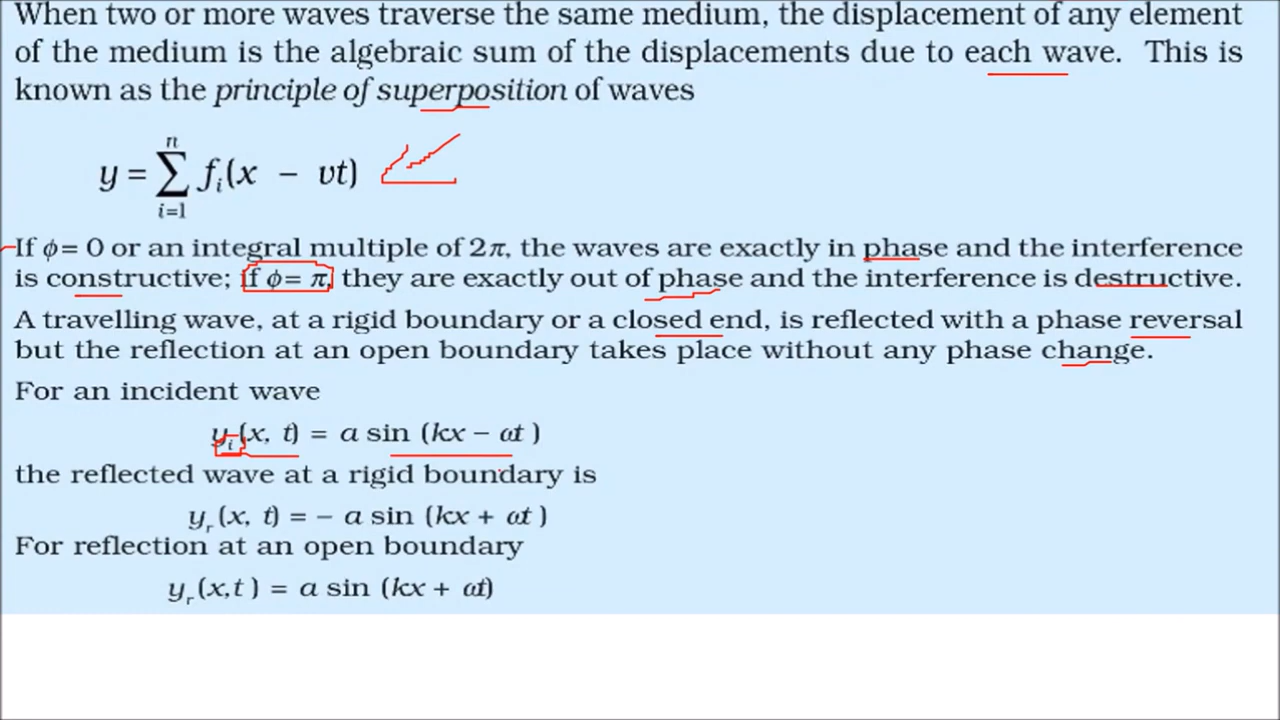 When two or more waves traverse the same medium, the displacement of any element
of the medium is the algebraic sum of the displacements due to each wave. This is
known as the principle of superposition of waves
y = ∑ᵢ₌₁ⁿ fᵢ(x − vt)
If ϕ = 0 or an integral multiple of 2π, the waves are exactly in phase and the interference
is constructive; if ϕ = π, they are exactly out of phase and the interference is destructive.
A travelling wave, at a rigid boundary or a closed end, is reflected with a phase reversal
but the reflection at an open boundary takes place without any phase change.
For an incident wave
yᵢ (x, t) = a sin (kx − ωt )
the reflected wave at a rigid boundary is
yᵣ (x, t) = − a sin (kx + ωt )
For reflection at an open boundary
yᵣ (x,t ) = a sin (kx + ωt)